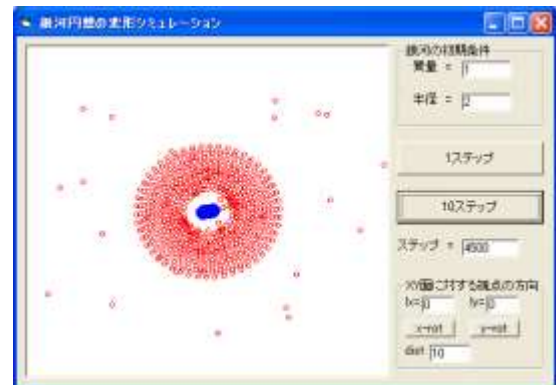 銀河円盤の変形シミュレーション
銀河の初期条件
質量 = 1
半径 = 2
1ステップ
10ステップ
ステップ = 4500
XY面に対する視点の方向
lx= 0 ly= 0
x-rot y-rot
dist 10